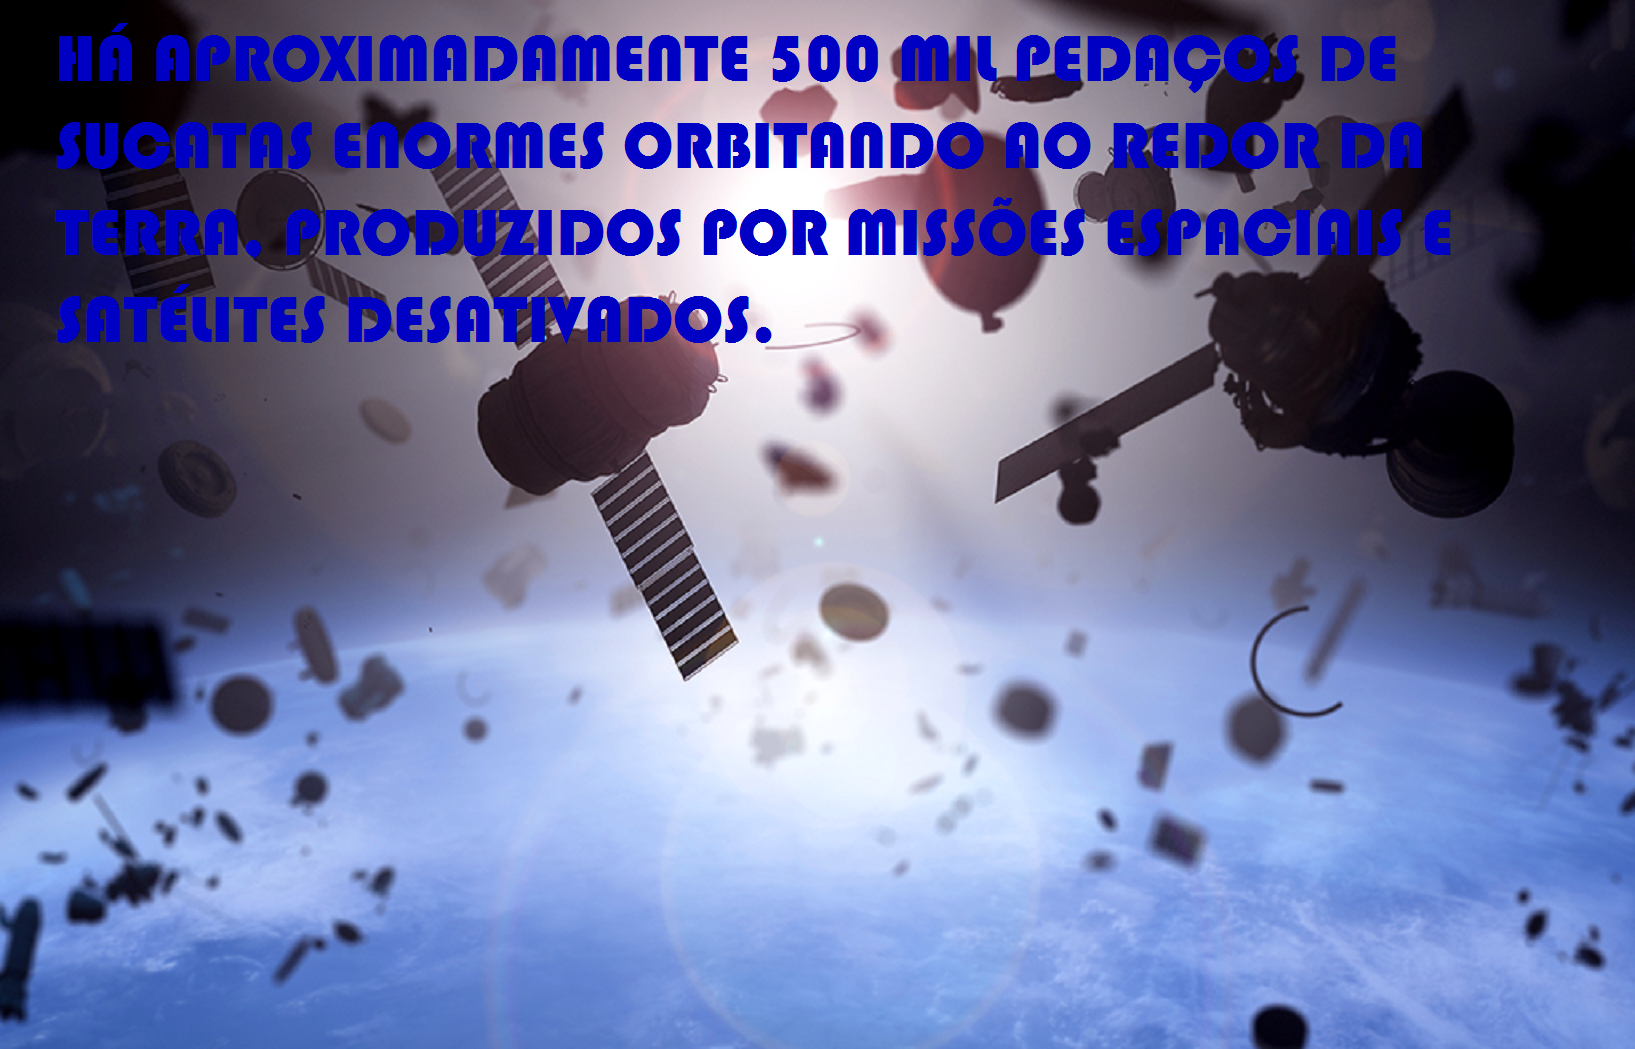 HÁ APROXIMADAMENTE 500 MIL PEDAÇOS DE
SUCATAS ENORMES ORBITANDO AO REDOR DA
TERRA, PRODUZIDOS POR MISSÕES ESPACIAIS E
SATÉLITES DESATIVADOS.